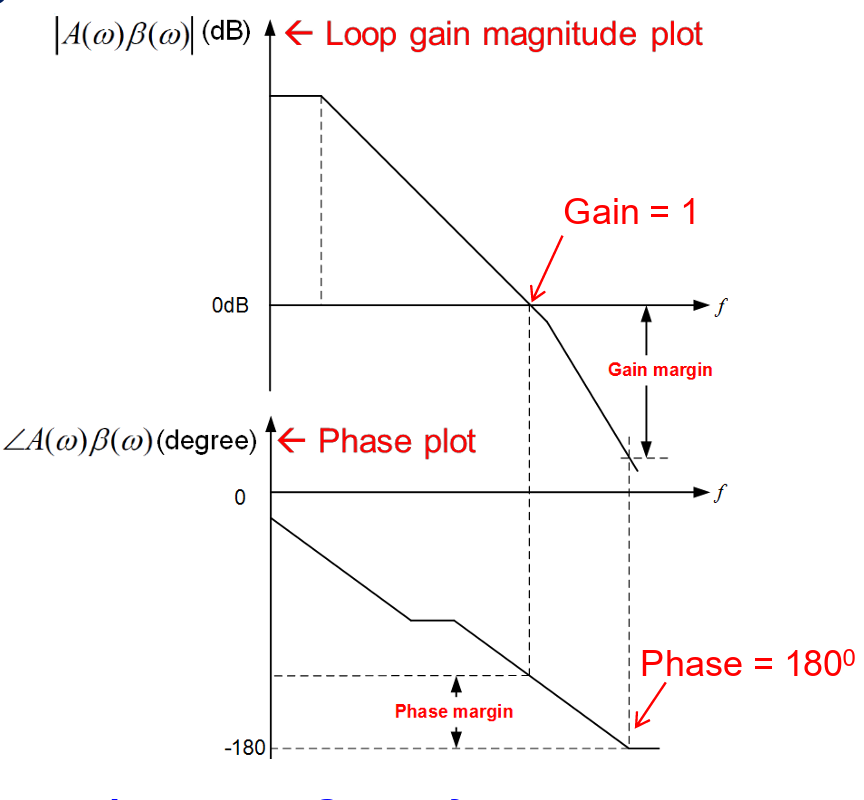 |A(ω)β(ω)| (dB) ← Loop gain magnitude plot
Gain = 1
0dB
f
Gain margin
∠A(ω)β(ω)(degree) ← Phase plot
0
f
Phase = 180⁰
Phase margin
-180